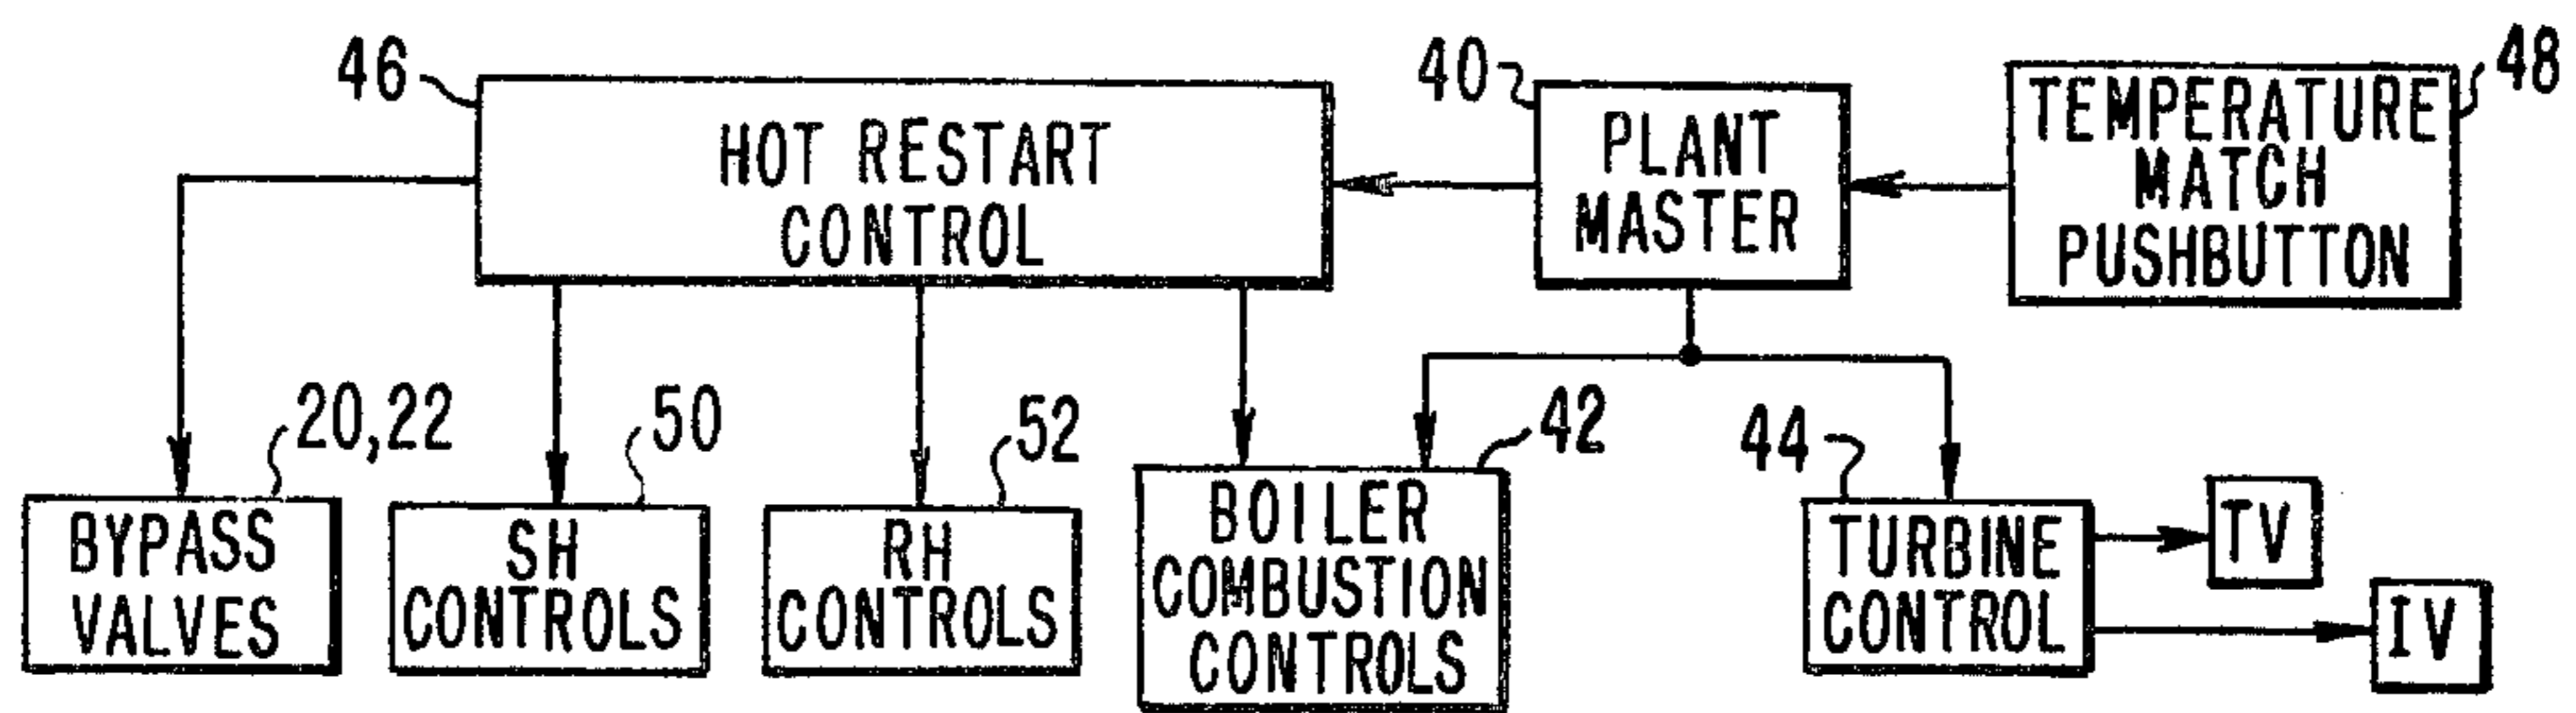 46
HOT RESTART
CONTROL
40
PLANT
MASTER
48
TEMPERATURE
MATCH
PUSHBUTTON
20,22
BYPASS
VALVES
50
SH
CONTROLS
52
RH
CONTROLS
42
BOILER
COMBUSTION
CONTROLS
44
TURBINE
CONTROL
TV
IV